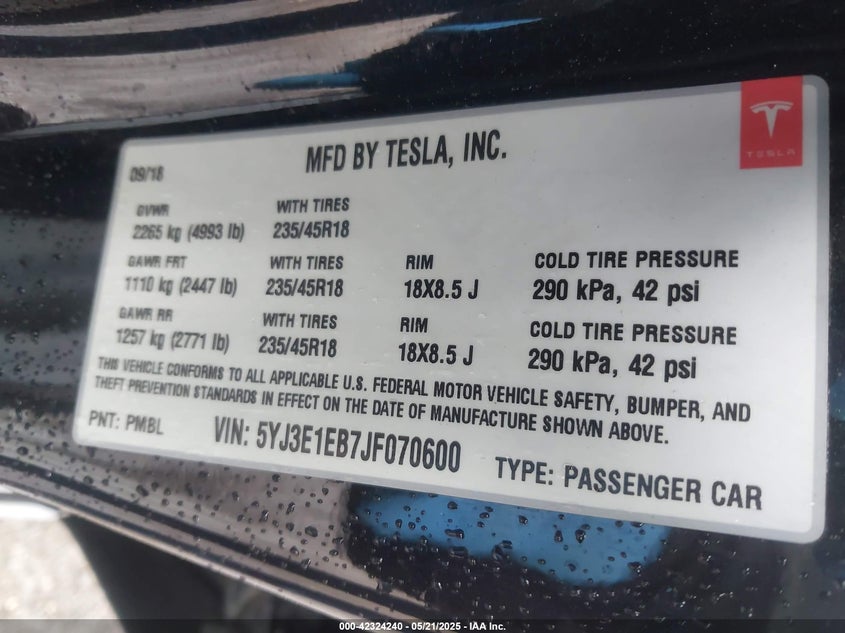 TESLA
MFD BY TESLA, INC.
09/18
GVWR WITH TIRES
2265 kg (4993 lb) 235/45R18
GAWR FRT WITH TIRES RIM COLD TIRE PRESSURE
1110 kg (2447 lb) 235/45R18 18X8.5 J 290 kPa, 42 psi
GAWR RR WITH TIRES RIM COLD TIRE PRESSURE
1257 kg (2771 lb) 235/45R18 18X8.5 J 290 kPa, 42 psi
THIS VEHICLE CONFORMS TO ALL APPLICABLE U.S. FEDERAL MOTOR VEHICLE SAFETY, BUMPER, AND
THEFT PREVENTION STANDARDS IN EFFECT ON THE DATE OF MANUFACTURE SHOWN ABOVE.
PNT: PMBL VIN: 5YJ3E1EB7JF070600 TYPE: PASSENGER CAR
000-42324240 - 05/21/2025 - IAA Inc.